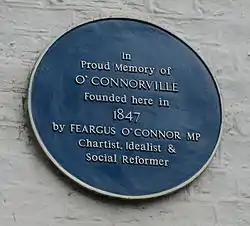 In
Proud Memory of
O'CONNORVILLE
Founded here in
1847
by FEARGUS O'CONNOR MP
Chartist, Idealist &
Social Reformer